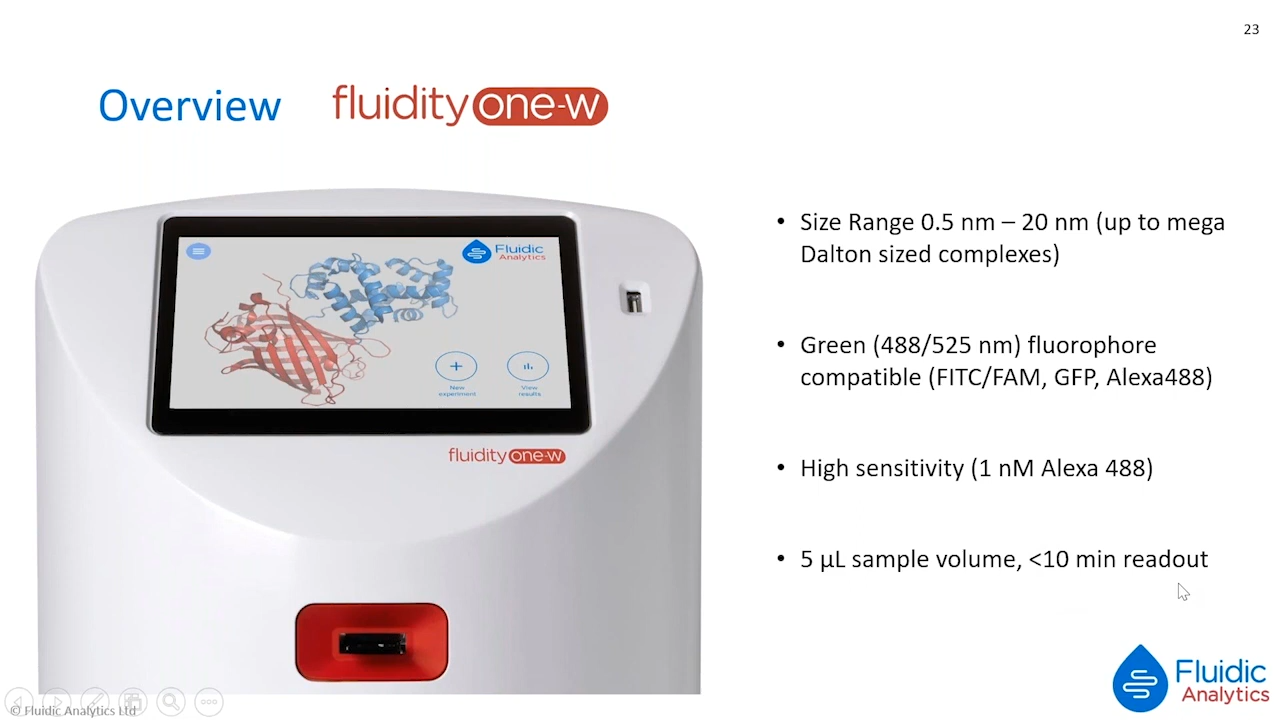 23
Overview fluidity one-w
Fluidic
Analytics
New
experiment
View
results
fluidity one-w
• Size Range 0.5 nm – 20 nm (up to mega
Dalton sized complexes)
• Green (488/525 nm) fluorophore
compatible (FITC/FAM, GFP, Alexa488)
• High sensitivity (1 nM Alexa 488)
• 5 µL sample volume, <10 min readout
Fluidic
Analytics
© Fluidic Analytics Ltd